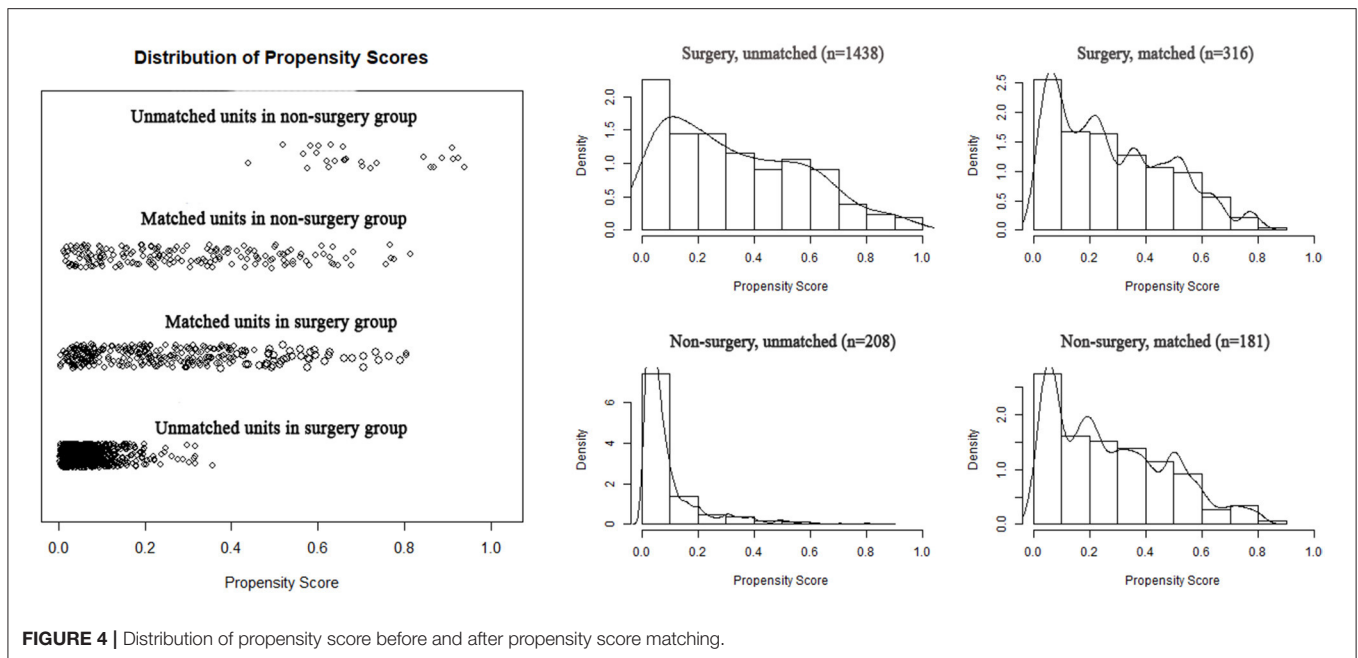 Distribution of Propensity Scores
Unmatched units in non-surgery group
Matched units in non-surgery group
Matched units in surgery group
Unmatched units in surgery group
0.0 0.2 0.4 0.6 0.8 1.0
Propensity Score
Surgery, unmatched (n=1438)
Density
0.0 0.5 1.0 1.5 2.0
0.0 0.2 0.4 0.6 0.8 1.0
Propensity Score
Surgery, matched (n=316)
Density
0.0 0.5 1.0 1.5 2.0 2.5
0.0 0.2 0.4 0.6 0.8 1.0
Propensity Score
Non-surgery, unmatched (n=208)
Density
0 2 4 6
0.0 0.2 0.4 0.6 0.8 1.0
Propensity Score
Non-surgery, matched (n=181)
Density
0.0 1.0 2.0
0.0 0.2 0.4 0.6 0.8 1.0
Propensity Score
FIGURE 4 | Distribution of propensity score before and after propensity score matching.